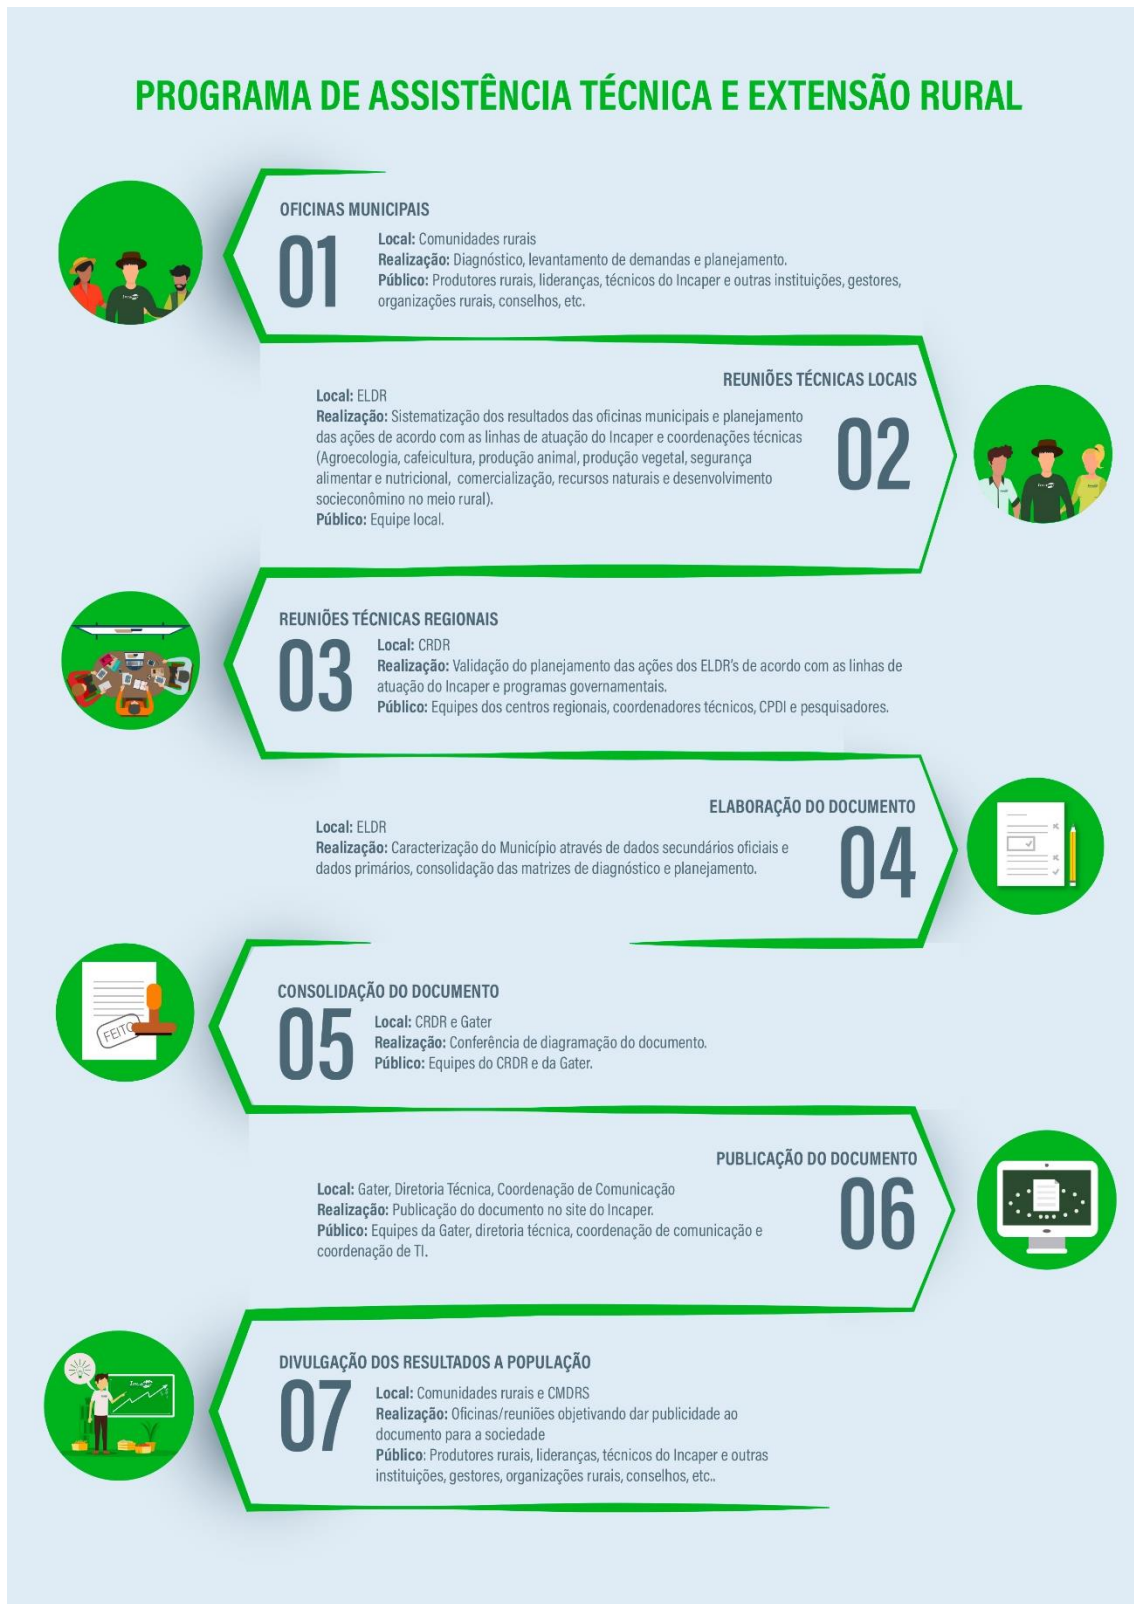 PROGRAMA DE ASSISTÊNCIA TÉCNICA E EXTENSÃO RURAL
OFICINAS MUNICIPAIS
01
Local: Comunidades rurais
Realização: Diagnóstico, levantamento de demandas e planejamento.
Público: Produtores rurais, lideranças, técnicos do Incaper e outras instituições, gestores,
organizações rurais, conselhos, etc.
REUNIÕES TÉCNICAS LOCAIS
02
Local: ELDR
Realização: Sistematização dos resultados das oficinas municipais e planejamento
das ações de acordo com as linhas de atuação do Incaper e coordenações técnicas
(Agroecologia, cafeicultura, produção animal, produção vegetal, segurança
alimentar e nutricional, comercialização, recursos naturais e desenvolvimento
socieconômino no meio rural).
Público: Equipe local.
REUNIÕES TÉCNICAS REGIONAIS
03
Local: CRDR
Realização: Validação do planejamento das ações dos ELDR's de acordo com as linhas de
atuação do Incaper e programas governamentais.
Público: Equipes dos centros regionais, coordenadores técnicos, CPDI e pesquisadores.
ELABORAÇÃO DO DOCUMENTO
04
Local: ELDR
Realização: Caracterização do Município através de dados secundários oficiais e
dados primários, consolidação das matrizes de diagnóstico e planejamento.
FEITO
CONSOLIDAÇÃO DO DOCUMENTO
05
Local: CRDR e Gater
Realização: Conferência de diagramação do documento.
Público: Equipes do CRDR e da Gater.
PUBLICAÇÃO DO DOCUMENTO
06
Local: Gater, Diretoria Técnica, Coordenação de Comunicação
Realização: Publicação do documento no site do Incaper.
Público: Equipes da Gater, diretoria técnica, coordenação de comunicação e
coordenação de TI.
DIVULGAÇÃO DOS RESULTADOS A POPULAÇÃO
07
Local: Comunidades rurais e CMDRS
Realização: Oficinas/reuniões objetivando dar publicidade ao
documento para a sociedade
Público: Produtores rurais, lideranças, técnicos do Incaper e outras
instituições, gestores, organizações rurais, conselhos, etc..